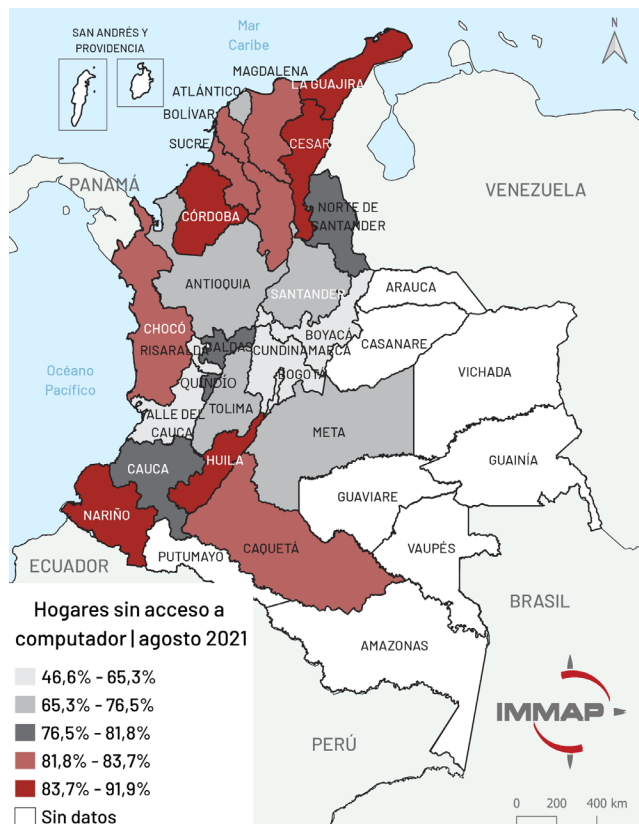 SAN ANDRÉS Y
PROVIDENCIA
Mar
Caribe
N
MAGDALENA
LA GUAJIRA
ATLÁNTICO
BOLÍVAR
CESAR
SUCRE
PANAMÁ
VENEZUELA
CÓRDOBA
NORTE DE
SANTANDER
ANTIOQUIA
SANTANDER
ARAUCA
CHOCÓ
BOYACÁ
CASANARE
RISARALDA
CALDAS
CUNDINAMARCA
Océano
Pacífico
QUINDÍO
BOGOTÁ
VICHADA
VALLE DEL
CAUCA
TOLIMA
META
CAUCA
HUILA
GUAINÍA
GUAVIARE
NARIÑO
PUTUMAYO
CAQUETÁ
VAUPÉS
ECUADOR
BRASIL
AMAZONAS
PERÚ
Hogares sin acceso a
computador | agosto 2021
46,6% - 65,3%
65,3% - 76,5%
76,5% - 81,8%
81,8% - 83,7%
83,7% - 91,9%
Sin datos
IMMAP
0 200 400 km